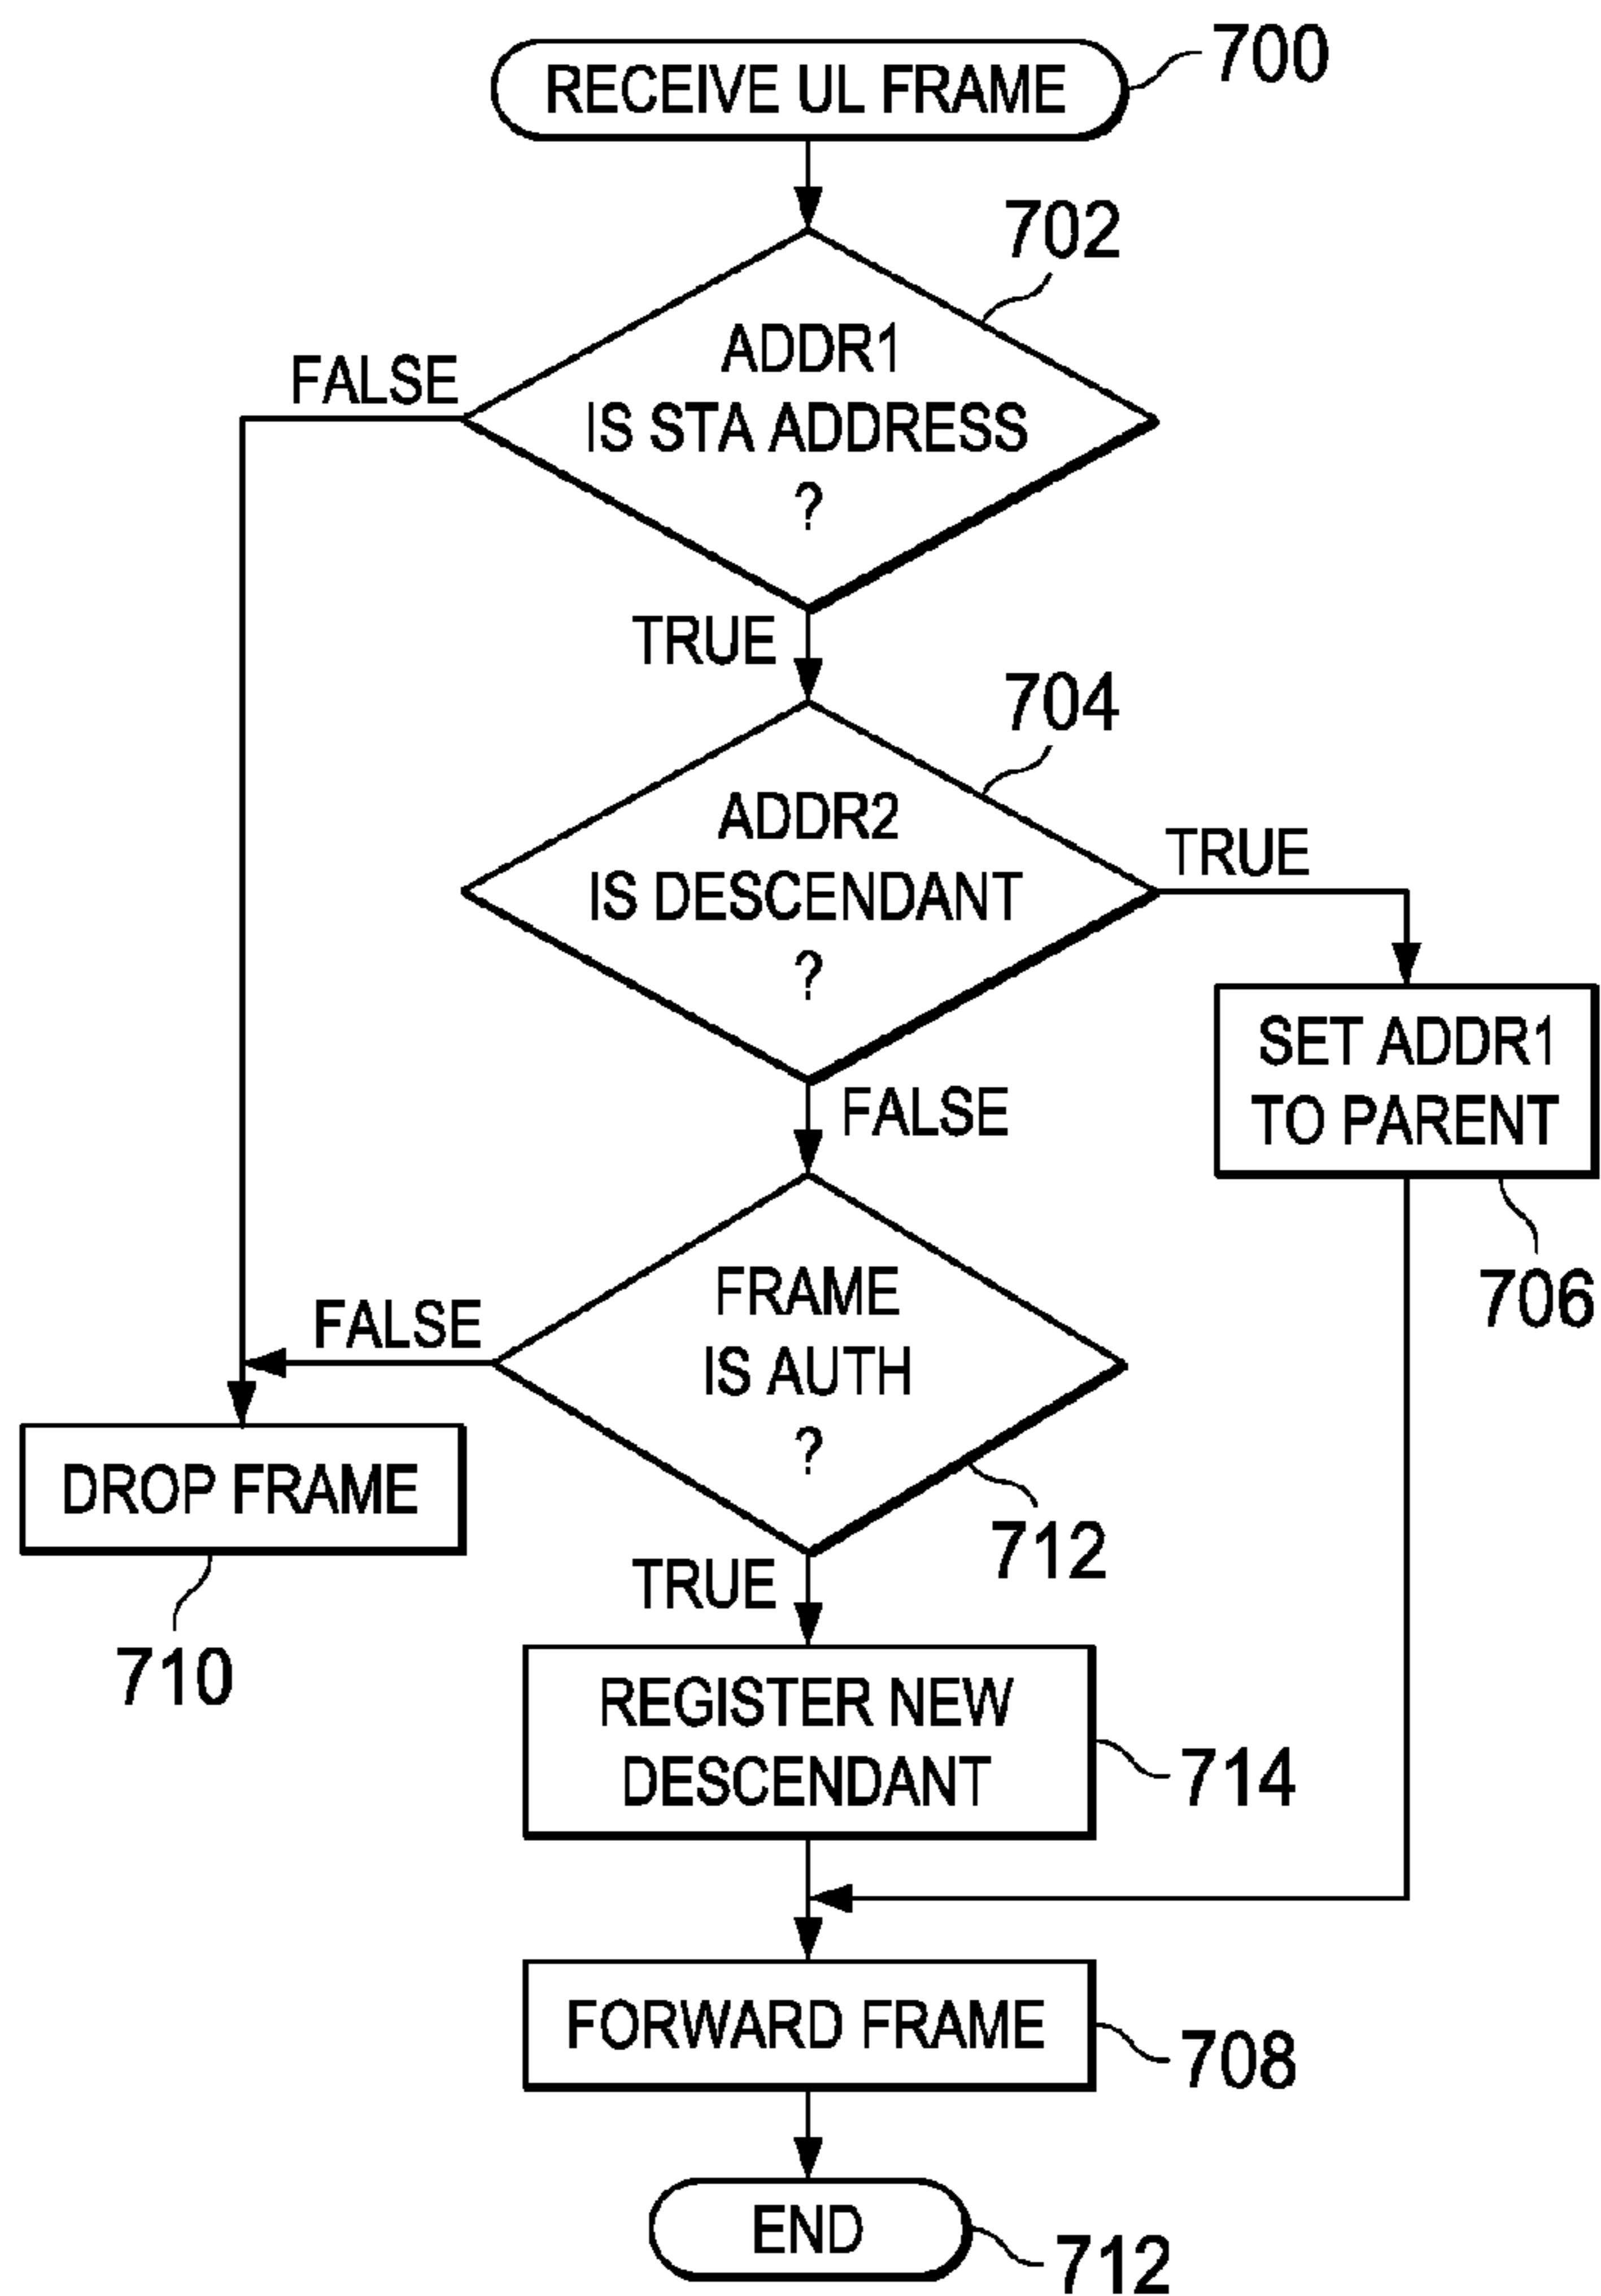 RECEIVE UL FRAME
700
702
ADDR1
IS STA ADDRESS
?
FALSE
TRUE
704
ADDR2
IS DESCENDANT
?
TRUE
SET ADDR1
TO PARENT
706
FALSE
FRAME
IS AUTH
?
FALSE
712
DROP FRAME
710
TRUE
REGISTER NEW
DESCENDANT
714
FORWARD FRAME
708
END
712